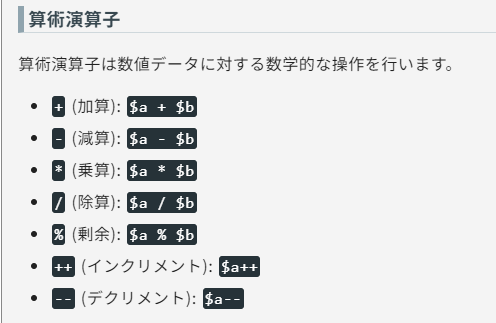 算術演算子
算術演算子は数値データに対する数学的な操作を行います。
• + (加算): $a + $b
• - (減算): $a - $b
• * (乗算): $a * $b
• / (除算): $a / $b
• % (剰余): $a % $b
• ++ (インクリメント): $a++
• -- (デクリメント): $a--